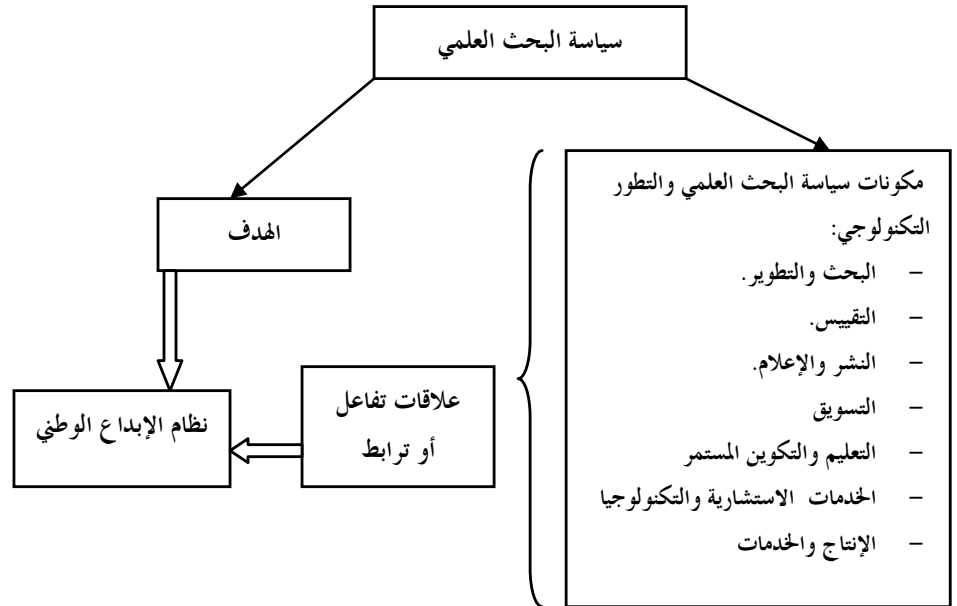 سياسة البحث العلمي
مكونات سياسة البحث العلمي والتطور
التكنولوجي:
– البحث والتطوير.
– التقييس.
– النشر والإعلام.
– التسويق
– التعليم والتكوين المستمر
– الخدمات الاستشارية والتكنولوجيا
– الإنتاج والخدمات
الهدف
علاقات تفاعل
أو ترابط
نظام الإبداع الوطني